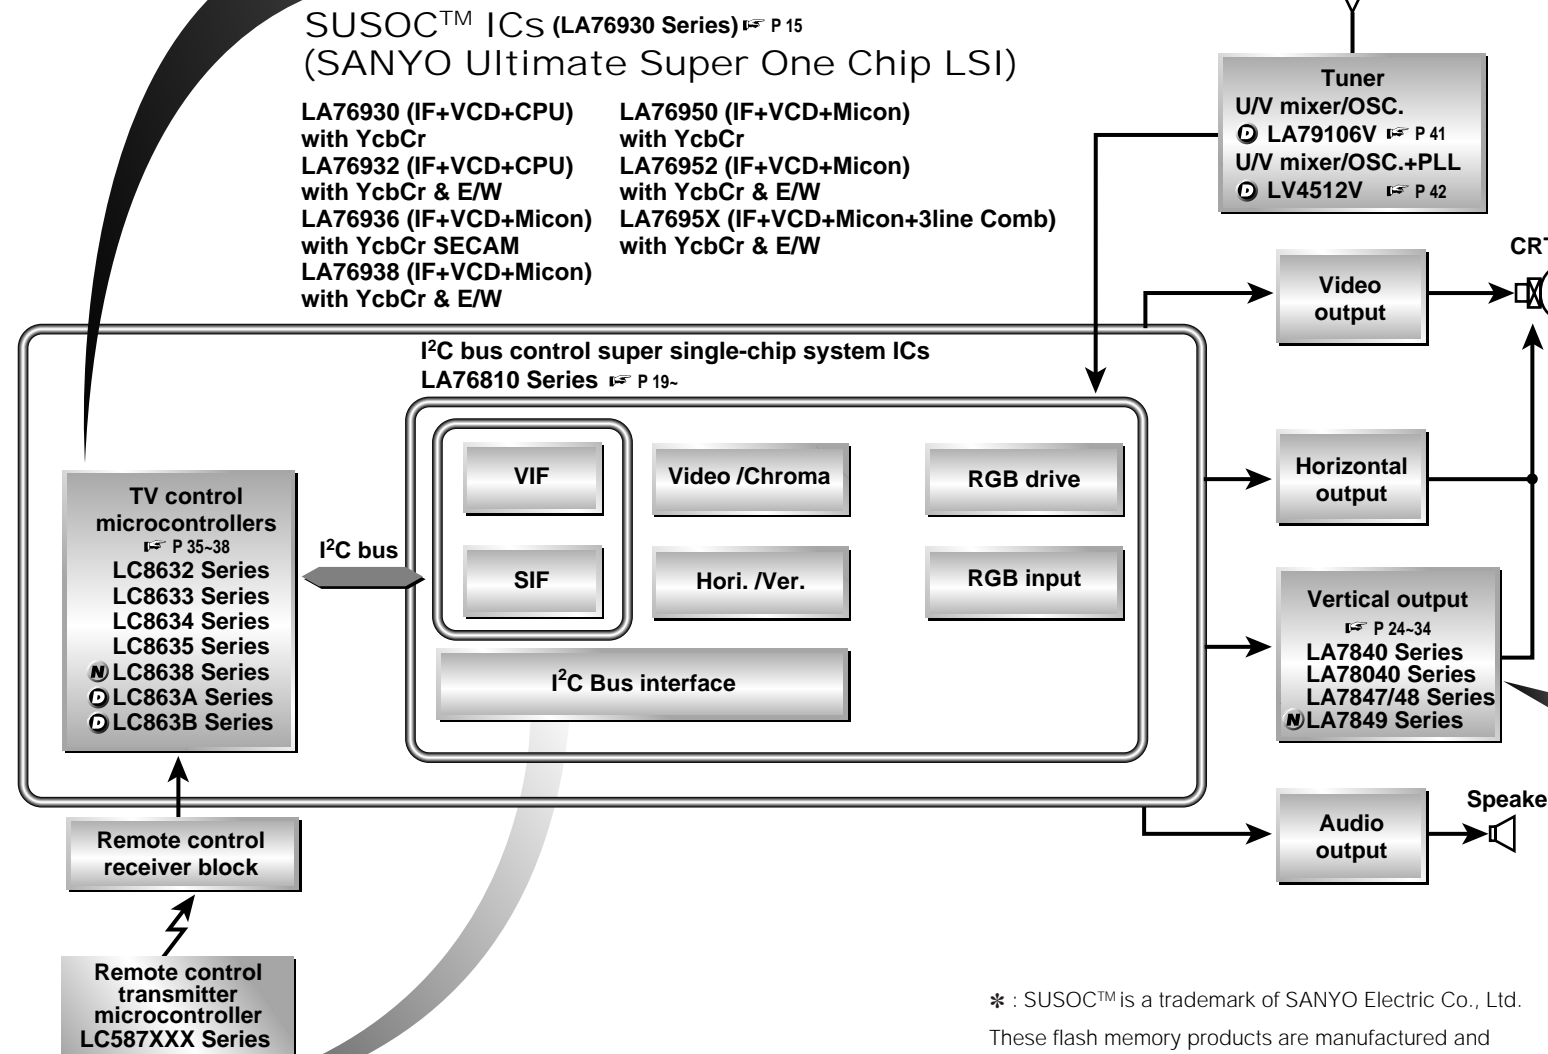 SUSOC™ ICs (LA76930 Series) ☞ P 15
(SANYO Ultimate Super One Chip LSI)
LA76930 (IF+VCD+CPU)
with YcbCr
LA76932 (IF+VCD+CPU)
with YcbCr & E/W
LA76936 (IF+VCD+Micon)
with YcbCr SECAM
LA76938 (IF+VCD+Micon)
with YcbCr & E/W
LA76950 (IF+VCD+Micon)
with YcbCr
LA76952 (IF+VCD+Micon)
with YcbCr & E/W
LA7695X (IF+VCD+Micon+3line Comb)
with YcbCr & E/W
Tuner
U/V mixer/OSC.
D LA79106V ☞ P 41
U/V mixer/OSC.+PLL
D LV4512V ☞ P 42
CRT
Video
output
I²C bus control super single-chip system ICs
LA76810 Series ☞ P 19~
VIF
Video /Chroma
RGB drive
SIF
Hori. /Ver.
RGB input
I²C Bus interface
TV control
microcontrollers
☞ P 35~38
LC8632 Series
LC8633 Series
LC8634 Series
LC8635 Series
N LC8638 Series
D LC863A Series
D LC863B Series
I²C bus
Horizontal
output
Vertical output
☞ P 24~34
LA7840 Series
LA78040 Series
LA7847/48 Series
N LA7849 Series
Remote control
receiver block
Audio
output
Speake
Remote control
transmitter
microcontroller
LC587XXX Series
✻ : SUSOC™ is a trademark of SANYO Electric Co., Ltd.
These flash memory products are manufactured and